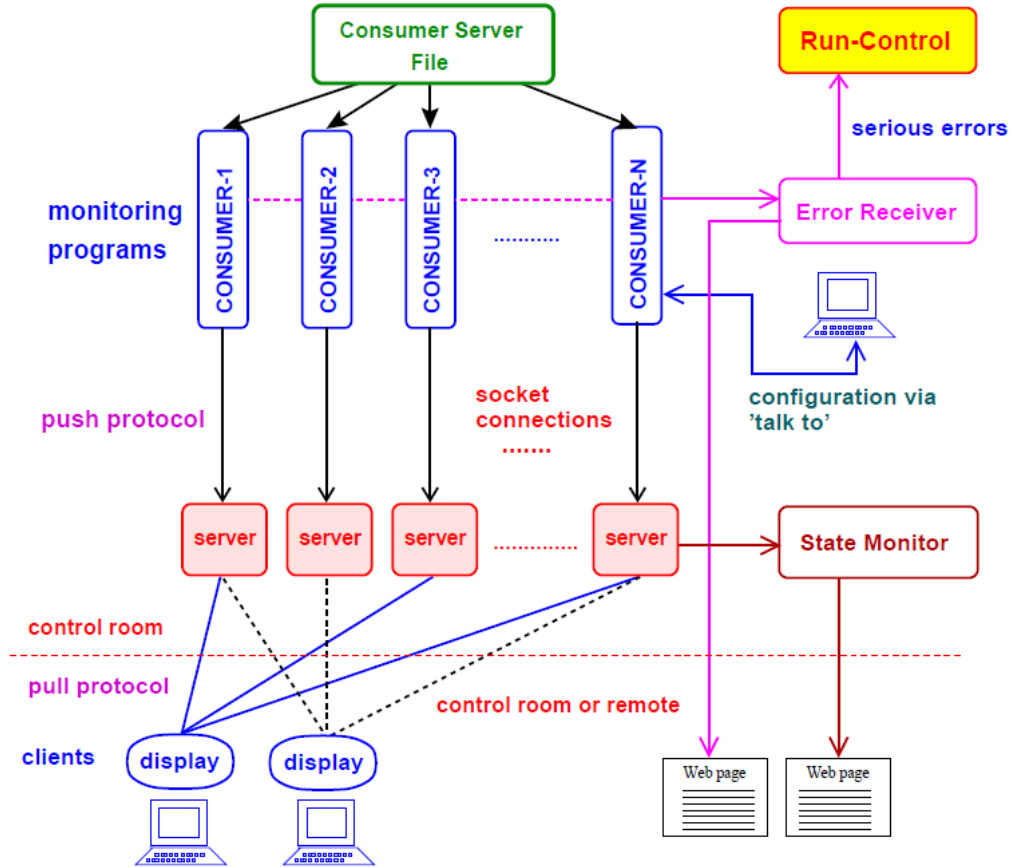 Consumer Server
File
Run-Control
serious errors
monitoring
programs
CONSUMER-1
CONSUMER-2
CONSUMER-3
...........
CONSUMER-N
Error Receiver
push protocol
socket
connections
.......
configuration via
'talk to'
server
server
server
..............
server
State Monitor
control room
pull protocol
control room or remote
clients
display
display
Web page
Web page